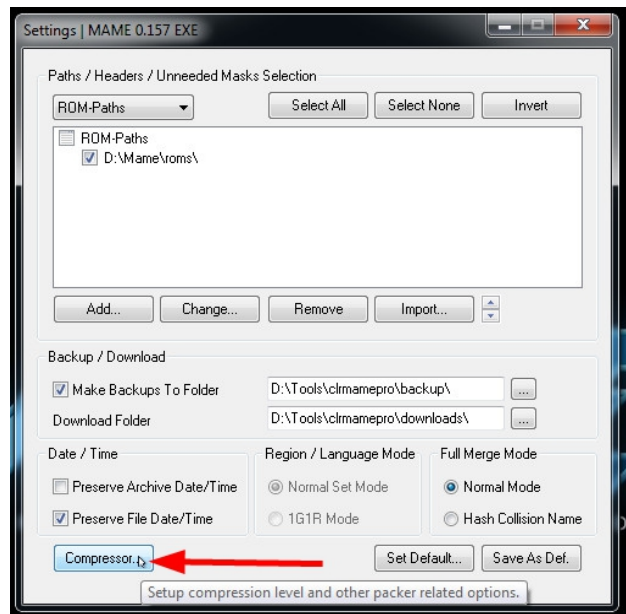 Settings | MAME 0.157 EXE
Paths / Headers / Unneeded Masks Selection
ROM-Paths
Select All
Select None
Invert
ROM-Paths
D:\Mame\roms\
Add...
Change...
Remove
Import...
Backup / Download
Make Backups To Folder
D:\Tools\clrmamepro\backup\
...
Download Folder
D:\Tools\clrmamepro\downloads\
...
Date / Time
Region / Language Mode
Full Merge Mode
Preserve Archive Date/Time
Normal Set Mode
Normal Mode
Preserve File Date/Time
1G1R Mode
Hash Collision Name
Compressor...
Set Default...
Save As Def.
Setup compression level and other packer related options.